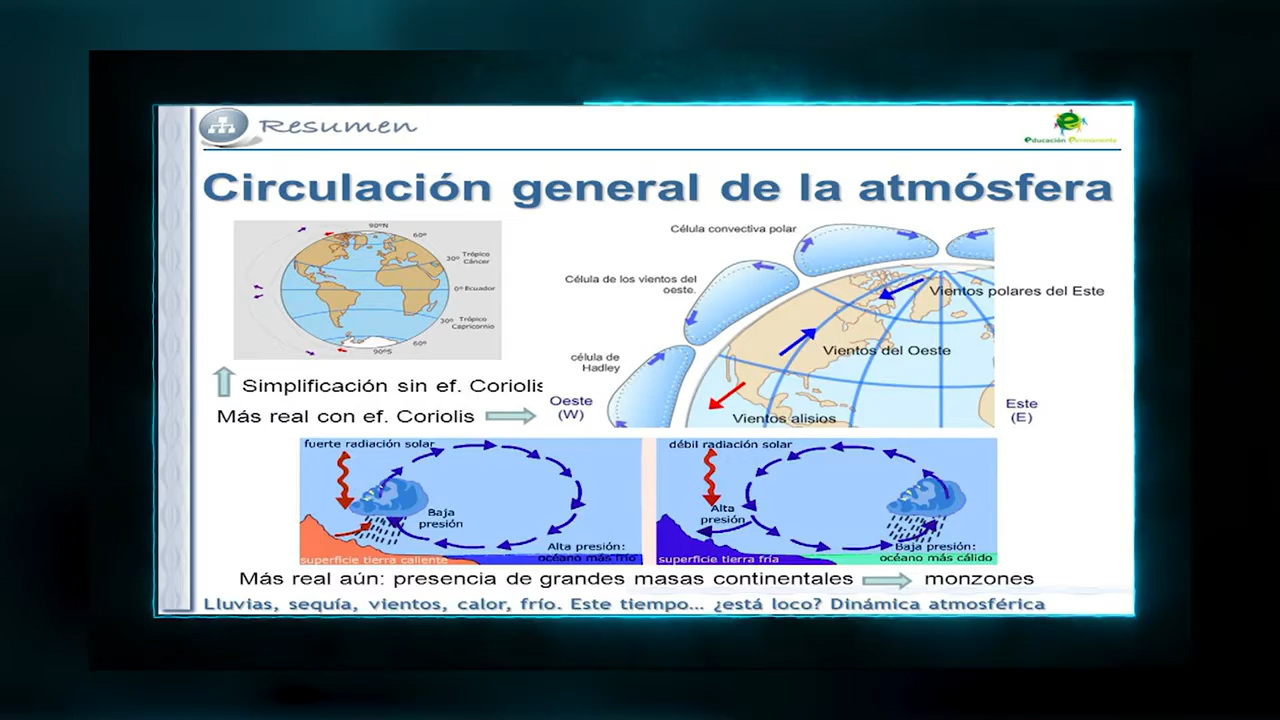 Resumen
educación permanente
Circulación general de la atmósfera
90ºN
60º
30º
Trópico
Cáncer
0º Ecuador
30º
Trópico
Capricornio
60º
90ºS
Célula convectiva polar
Célula de los vientos del
oeste.
célula de
Hadley
Oeste
(W)
Vientos polares del Este
Vientos del Oeste
Vientos alisios
Este
(E)
Simplificación sin ef. Coriolis
Más real con ef. Coriolis
fuerte radiación solar
Baja
presión
Alta presión:
océano más frío
superficie tierra caliente
débil radiación solar
Alta
presión
Baja presión:
océano más cálido
superficie tierra fría
Más real aún: presencia de grandes masas continentales monzones
Lluvias, sequía, vientos, calor, frío. Este tiempo... ¿está loco? Dinámica atmosférica